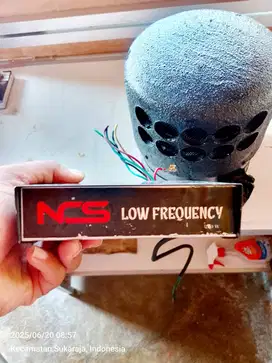 NCS LOW FREQUENCY
2025/06/20 08:57
Kecamatan Sukaraja, Indonesia